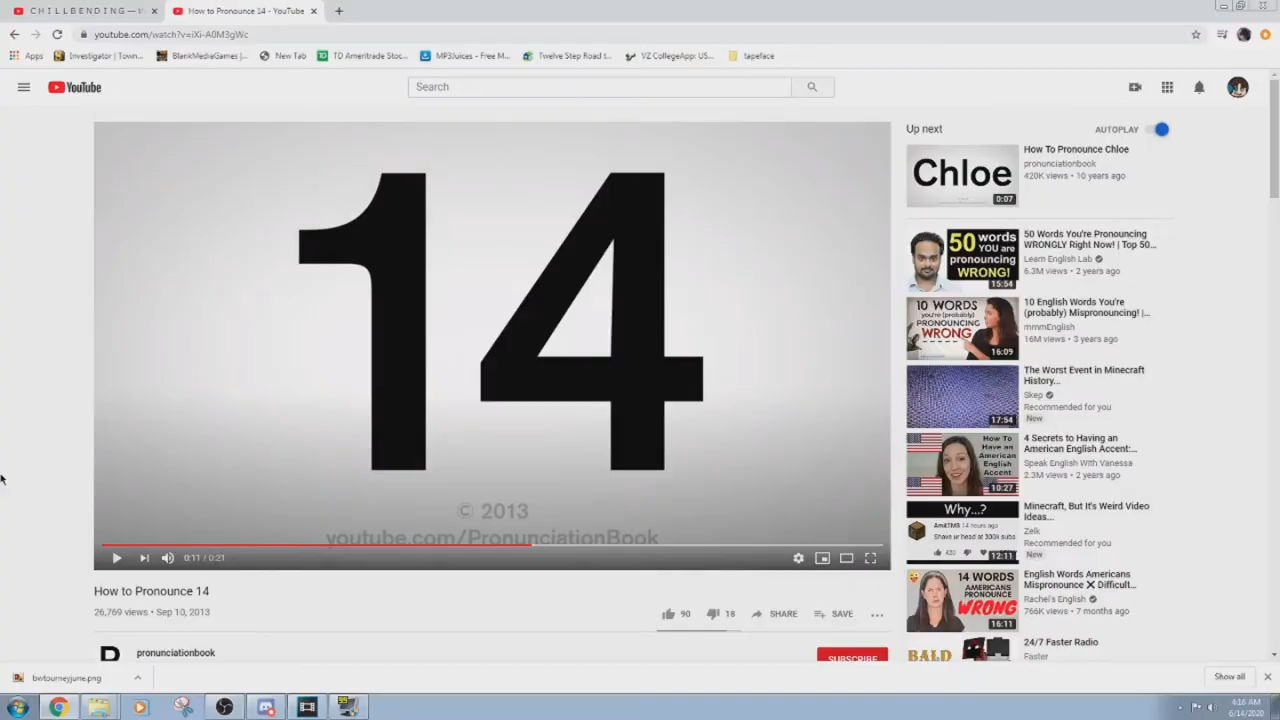 C H I L L B E N D I N G —
How to Pronounce 14 - YouTube
youtube.com/watch?v=iXi-A0M3gWc
Apps
Investigator | Town...
BlankMediaGames |...
New Tab
TD Ameritrade Stoc...
MP3Juices - Free M...
Twelve Step Road t...
VZ CollegeApp: US...
tapeface
YouTube
Search
14
© 2013
youtube.com/PronunciationBook
0:11 / 0:21
How to Pronounce 14
26,769 views • Sep 10, 2013
90
18
SHARE
SAVE
pronunciationbook
SUBSCRIBE
Up next
AUTOPLAY
Chloe
0:07
How To Pronounce Chloe
pronunciationbook
420K views • 10 years ago
50 words
YOU are
pronouncing
WRONG!
15:54
50 Words You're Pronouncing
WRONGLY Right Now! | Top 50...
Learn English Lab
6.3M views • 2 years ago
10 WORDS
you're (probably)
PRONOUNCING
WRONG
16:09
10 English Words You're
(probably) Mispronouncing! |...
mmmEnglish
16M views • 3 years ago
17:54
The Worst Event in Minecraft
History...
Skep
Recommended for you
New
How To
Have an
American
English
Accent
10:27
4 Secrets to Having an
American English Accent:...
Speak English With Vanessa
2.3M views • 2 years ago
Why...?
14 hours ago
Shave ur head at 300k subs
420
12:11
Minecraft, But It's Weird Video
Ideas...
Zelk
Recommended for you
New
14 WORDS
AMERICANS
PRONOUNCE
WRONG
16:11
English Words Americans
Mispronounce ❌ Difficult...
Rachel's English
766K views • 7 months ago
BALD
24/7 Faster Radio
Faster
bwtourneyjune.png
Show all
4:16 AM
6/14/2020